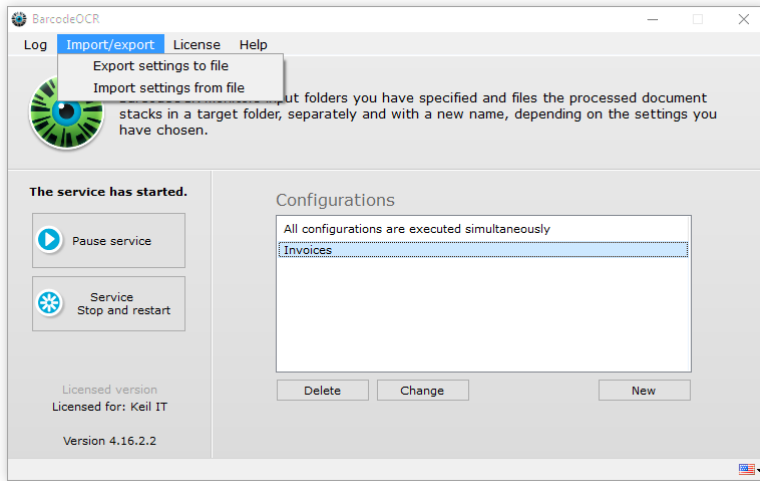 BarcodeOCR
Log Import/export License Help
Export settings to file
Import settings from file
input folders you have specified and files the processed document
stacks in a target folder, separately and with a new name, depending on the settings you
have chosen.
The service has started.
Pause service
Service
Stop and restart
Licensed version
Licensed for: Keil IT
Version 4.16.2.2
Configurations
All configurations are executed simultaneously
Invoices
Delete Change New